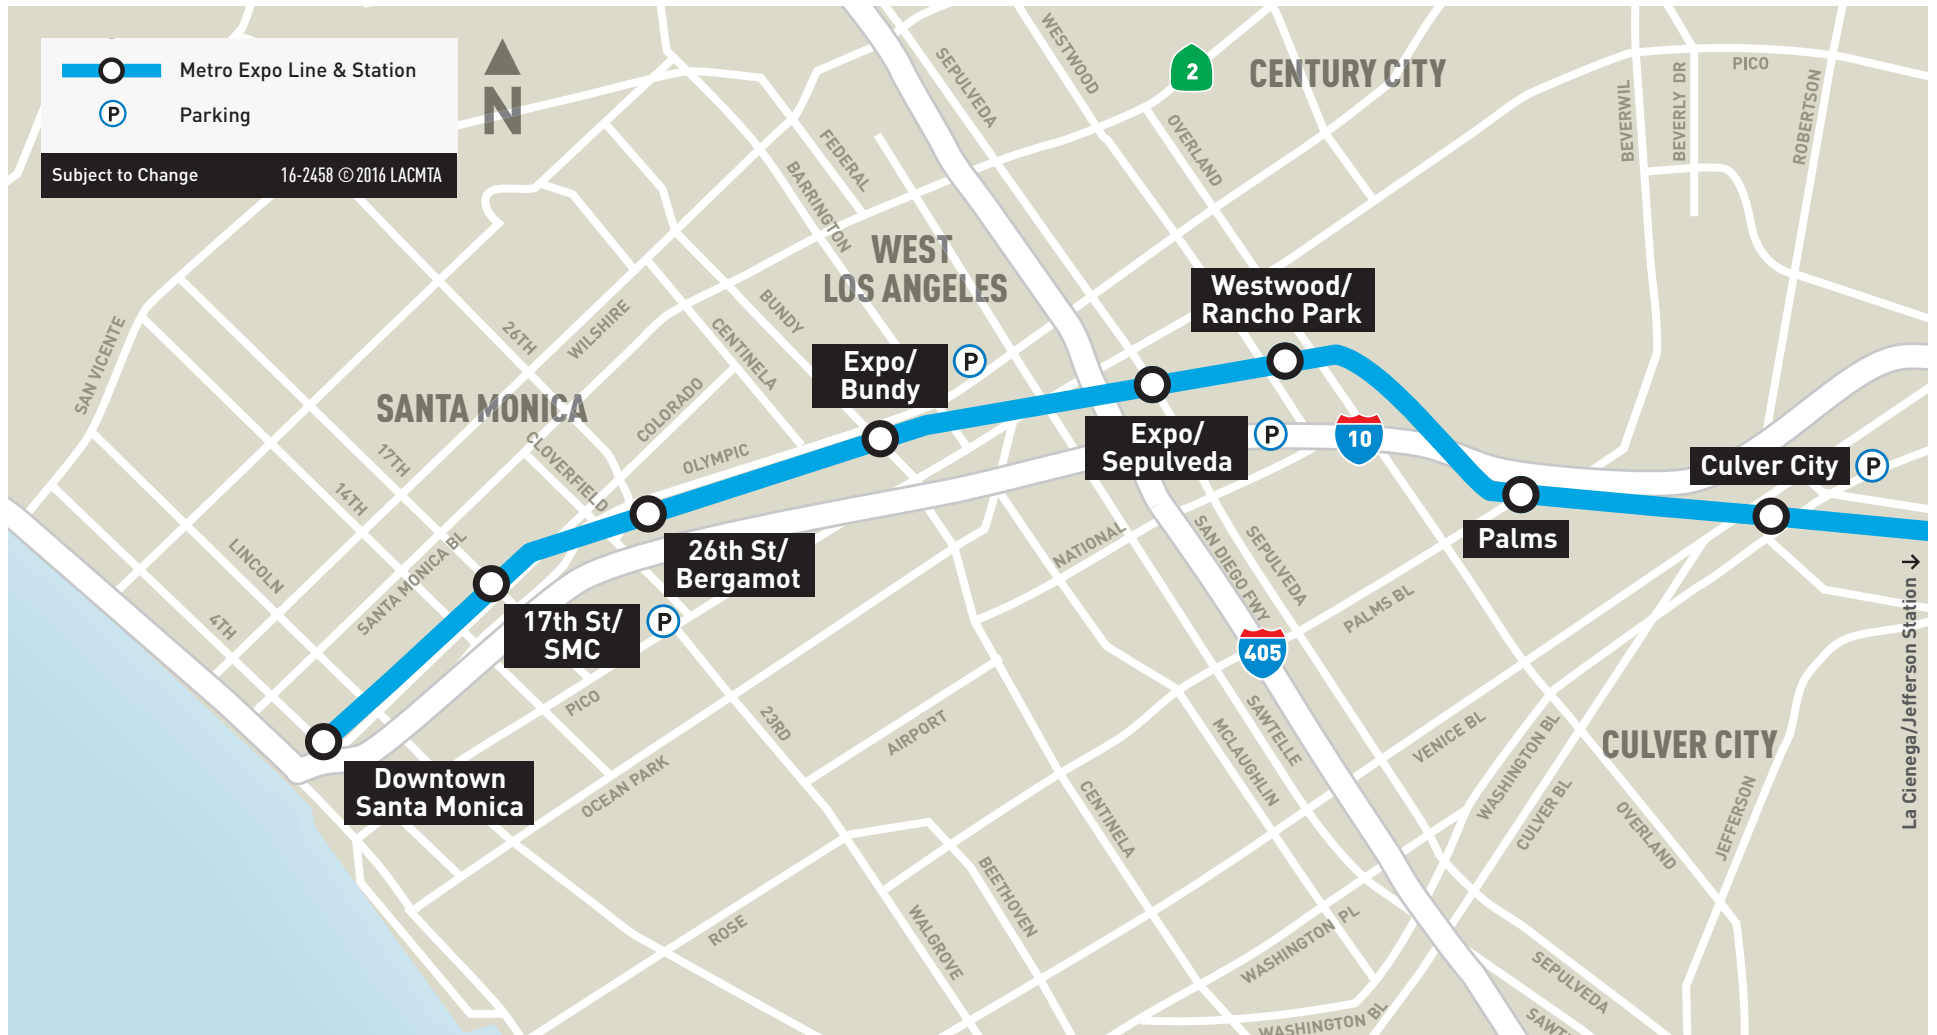 Metro Expo Line & Station
P
Parking
Subject to Change
16-2458 ©2016 LACMTA
N
SEPULVEDA
WESTWOOD
2
CENTURY CITY
OVERLAND
BEVERWIL
BEVERLY DR
PICO
ROBERTSON
FEDERAL
BARRINGTON
WEST
LOS ANGELES
BUNDY
CENTINELA
WILSHIRE
26TH
SAN VICENTE
SANTA MONICA
COLORADO
CLOVERFIELD
OLYMPIC
17TH
14TH
LINCOLN
SANTA MONICA BL
4TH
Westwood/
Rancho Park
Expo/
Bundy
P
Expo/
Sepulveda
P
10
Culver City
P
Palms
26th St/
Bergamot
17th St/
SMC
P
Downtown
Santa Monica
NATIONAL
SAN DIEGO FWY
SEPULVEDA
PALMS BL
405
PICO
23RD
AIRPORT
OCEAN PARK
CENTINELA
MCLAUGHLIN
SAWTELLE
VENICE BL
WASHINGTON BL
CULVER BL
CULVER CITY
OVERLAND
JEFFERSON
La Cienega/Jefferson Station →
ROSE
WALGROVE
BEETHOVEN
WASHINGTON PL
WASHINGTON BL
SEPULVEDA